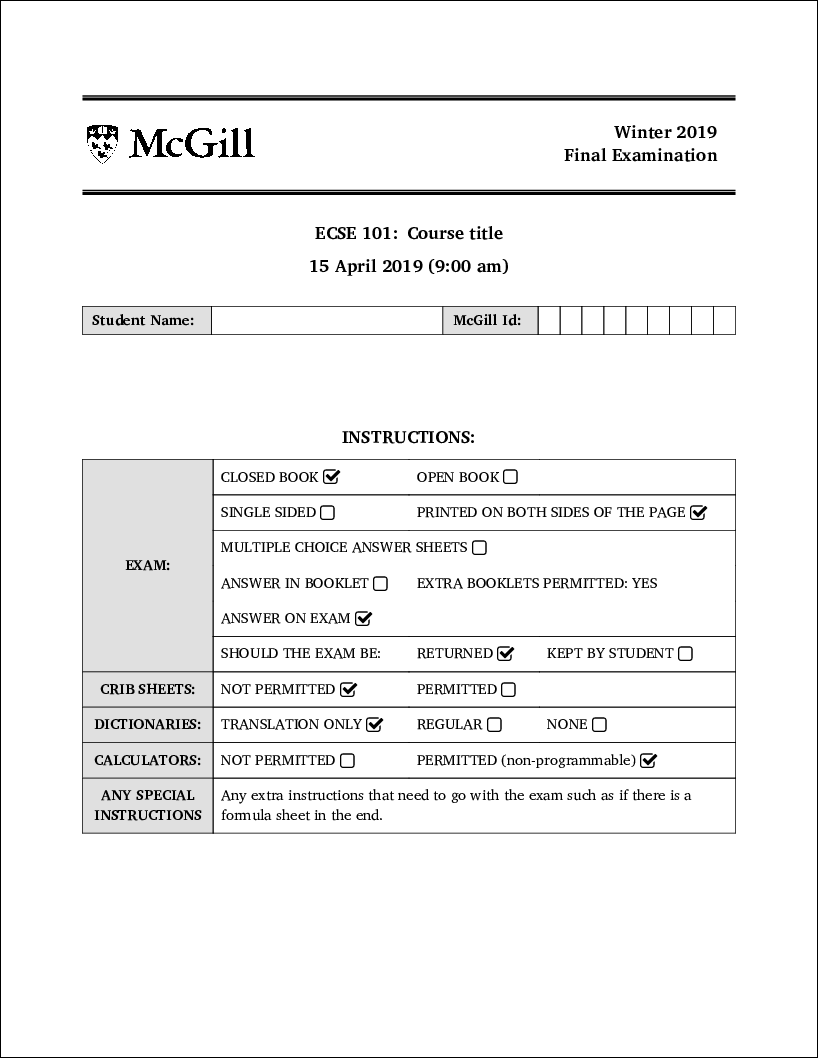 McGill
Winter 2019
Final Examination
ECSE 101: Course title
15 April 2019 (9:00 am)
Student Name: McGill Id:
INSTRUCTIONS:
EXAM:
CLOSED BOOK OPEN BOOK
SINGLE SIDED PRINTED ON BOTH SIDES OF THE PAGE
MULTIPLE CHOICE ANSWER SHEETS
ANSWER IN BOOKLET EXTRA BOOKLETS PERMITTED: YES
ANSWER ON EXAM
SHOULD THE EXAM BE: RETURNED KEPT BY STUDENT
CRIB SHEETS: NOT PERMITTED PERMITTED
DICTIONARIES: TRANSLATION ONLY REGULAR NONE
CALCULATORS: NOT PERMITTED PERMITTED (non-programmable)
ANY SPECIAL
INSTRUCTIONS
Any extra instructions that need to go with the exam such as if there is a
formula sheet in the end.